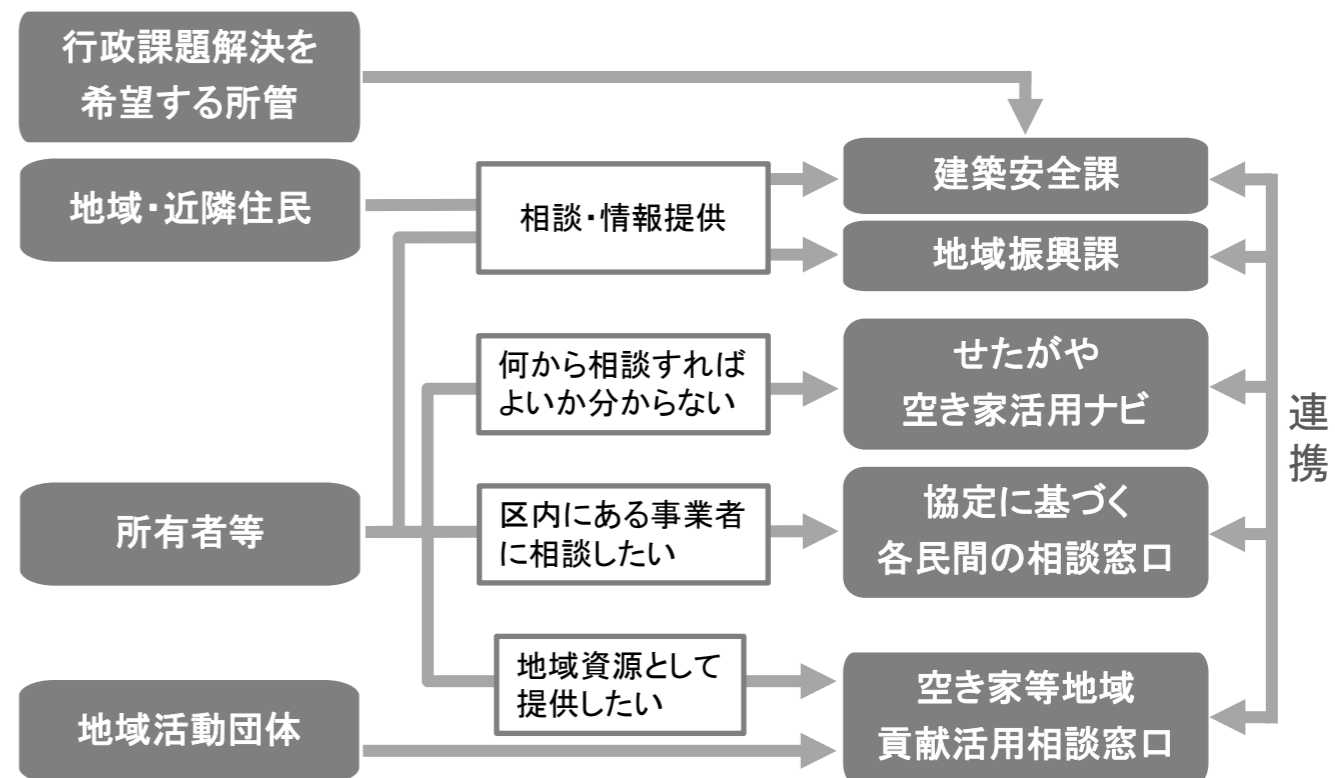 行政課題解決を
希望する所管
地域・近隣住民
相談・情報提供
建築安全課
地域振興課
何から相談すれば
よいか分からない
せたがや
空き家活用ナビ
連携
所有者等
区内にある事業者
に相談したい
協定に基づく
各民間の相談窓口
地域資源として
提供したい
空き家等地域
貢献活用相談窓口
地域活動団体